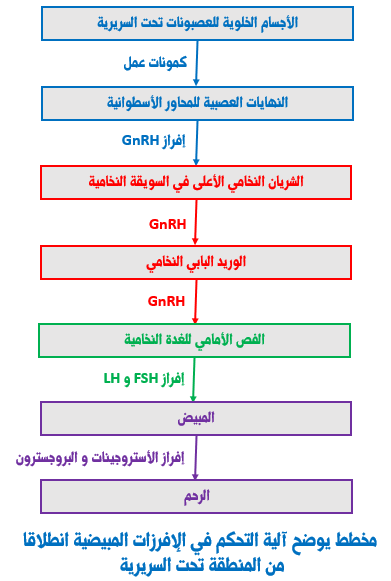 الأجسام الخلوية للعصبونات تحت السريرية
كمونات عمل
النهايات العصبية للمحاور الأسطوانية
إفراز GnRH
الشريان النخامي الأعلى في السويقة النخامية
GnRH
الوريد البابي النخامي
GnRH
الفص الأمامي للغدة النخامية
إفراز FSH و LH
المبيض
إفراز الأستروجينات و البروجسترون
الرحم
مخطط يوضح آلية التحكم في الإفرزات المبيضية انطلاقا
من المنطقة تحت السريرية